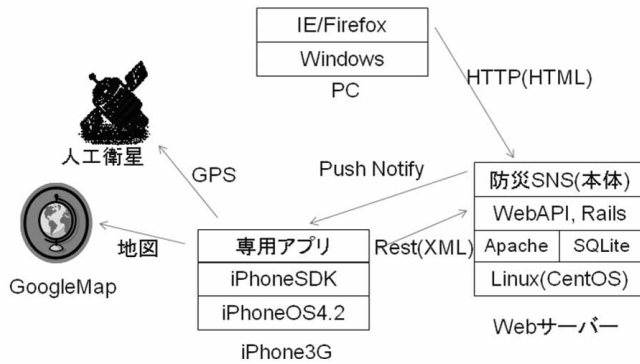 IE/Firefox
Windows
PC
HTTP(HTML)
人工衛星
GPS
Push Notify
防災SNS(本体)
WebAPI, Rails
Apache
SQLite
Linux(CentOS)
Webサーバー
地図
GoogleMap
専用アプリ
Rest(XML)
iPhoneSDK
iPhoneOS4.2
iPhone3G